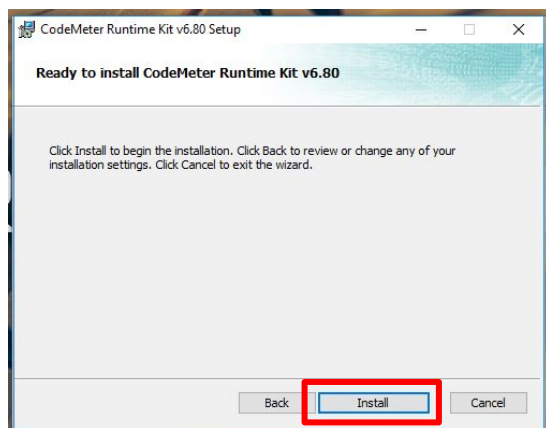 CodeMeter Runtime Kit v6.80 Setup
Ready to install CodeMeter Runtime Kit v6.80
Click Install to begin the installation. Click Back to review or change any of your
installation settings. Click Cancel to exit the wizard.
Back Install Cancel